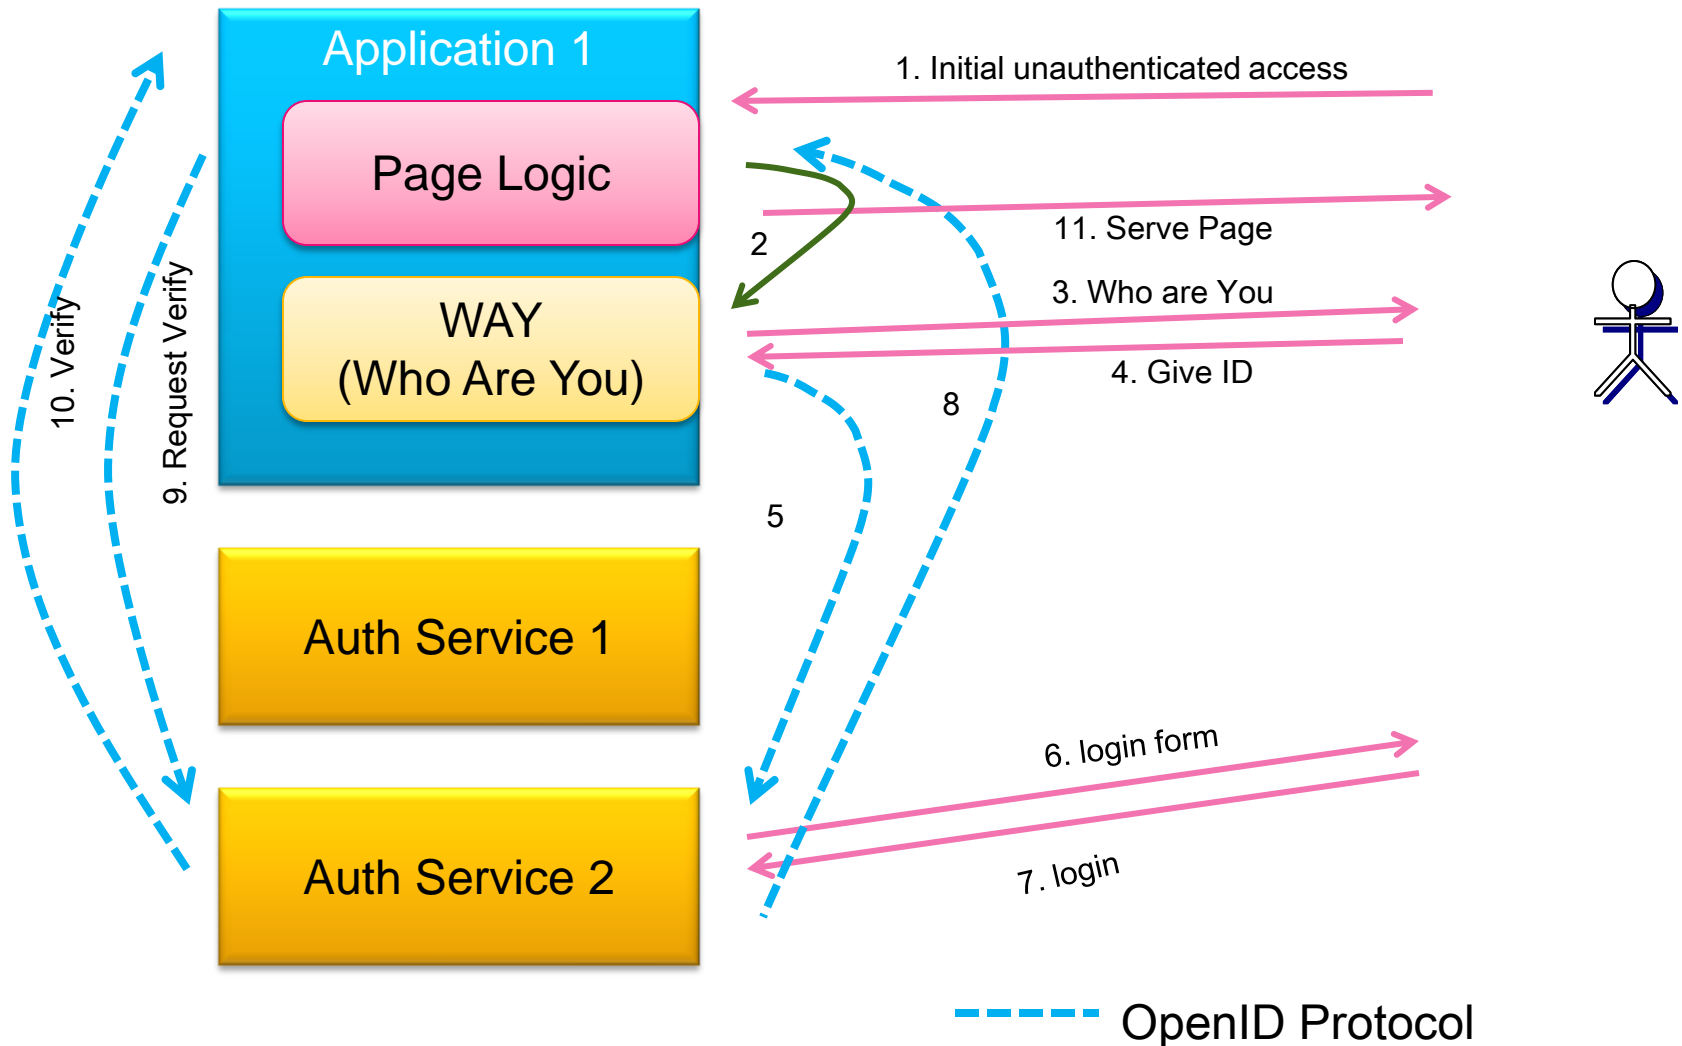 Application 1
1. Initial unauthenticated access
Page Logic
11. Serve Page
2
3. Who are You
WAY
(Who Are You)
4. Give ID
8
10. Verify
9. Request Verify
5
Auth Service 1
6. login form
Auth Service 2
7. login
OpenID Protocol